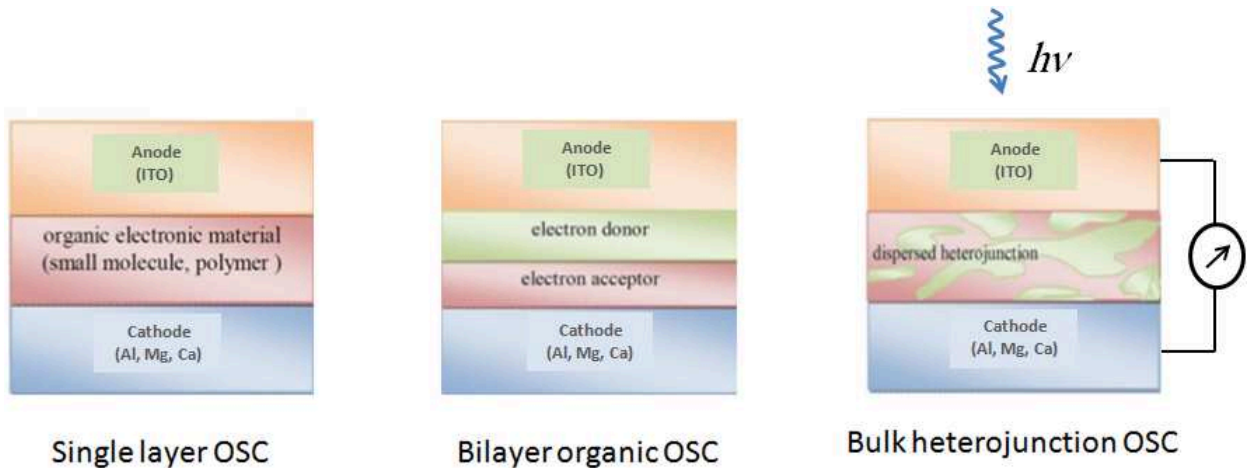 hν
Anode
(ITO)
organic electronic material
(small molecule, polymer )
Cathode
(Al, Mg, Ca)
Single layer OSC
Anode
(ITO)
electron donor
electron acceptor
Cathode
(Al, Mg, Ca)
Bilayer organic OSC
Anode
(ITO)
dispersed heterojunction
Cathode
(Al, Mg, Ca)
Bulk heterojunction OSC